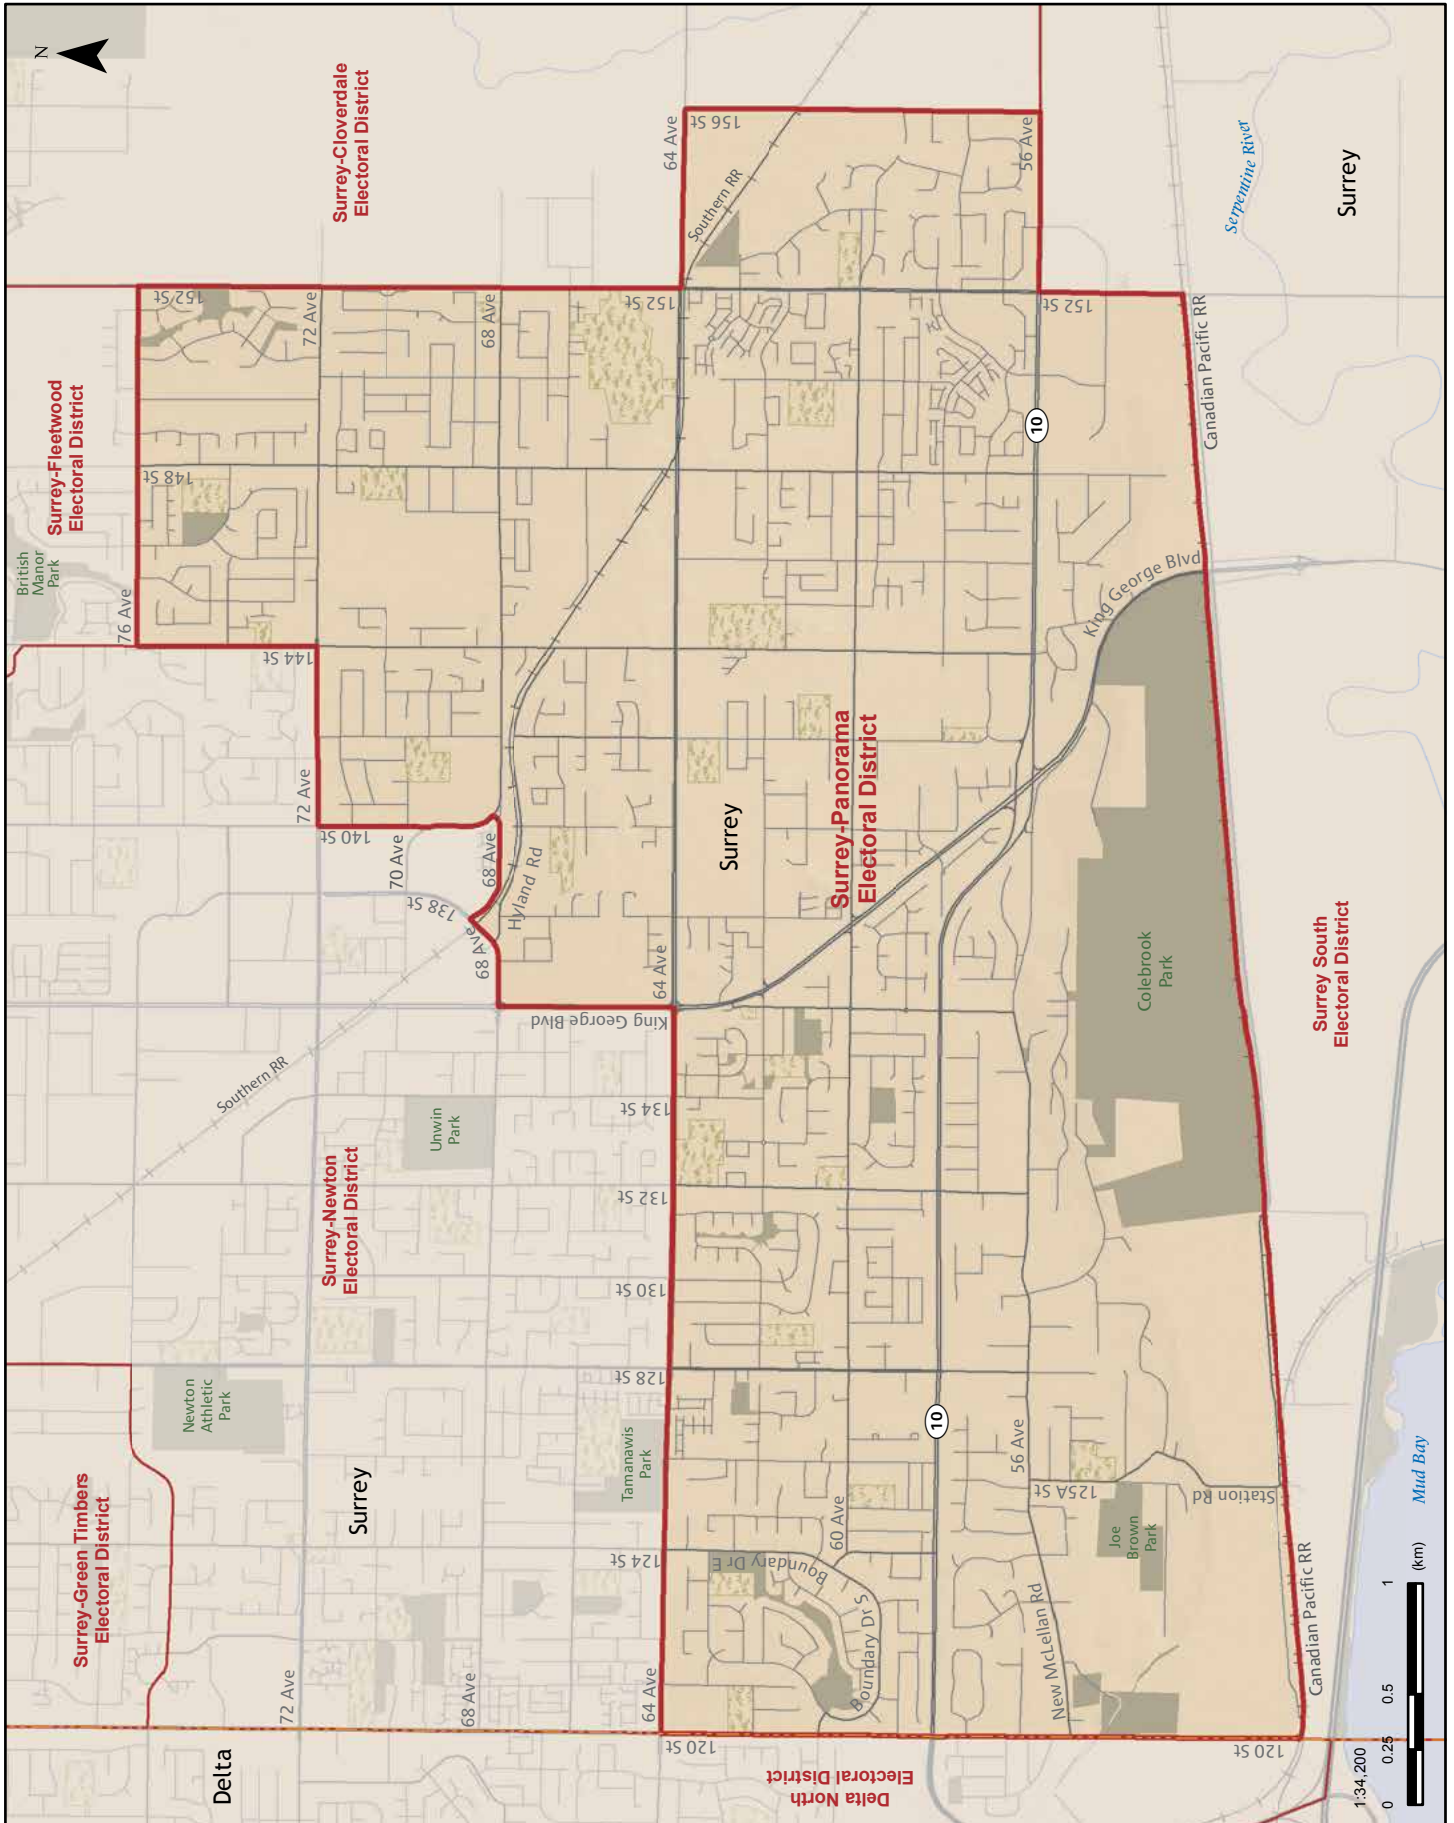 N
Surrey-Cloverdale
Electoral District
Surrey-Fleetwood
Electoral District
British
Manor
Park
76 Ave
152 St
72 Ave
68 Ave
152 St
64 Ave
156 St
Southern RR
56 Ave
152 St
Canadian Pacific RR
Serpentine River
Surrey
148 St
10
144 St
King George Blvd
72 Ave
140 St
70 Ave
68 Ave
138 St
68 Ave
Hyland Rd
64 Ave
King George Blvd
Surrey
Surrey-Panorama
Electoral District
Colebrook
Park
Surrey South
Electoral District
Southern RR
Unwin
Park
134 St
Surrey-Newton
Electoral District
132 St
130 St
128 St
Newton
Athletic
Park
Tamanawis
Park
Surrey-Green Timbers
Electoral District
Surrey
124 St
Boundary Dr E
60 Ave
Boundary Dr S
10
56 Ave
125A St
Station Rd
Joe
Brown
Park
New McLellan Rd
Canadian Pacific RR
Mud Bay
72 Ave
68 Ave
64 Ave
120 St
120 St
Delta
Delta North
Electoral District
1:34,200
0 0.25 0.5 1
(km)